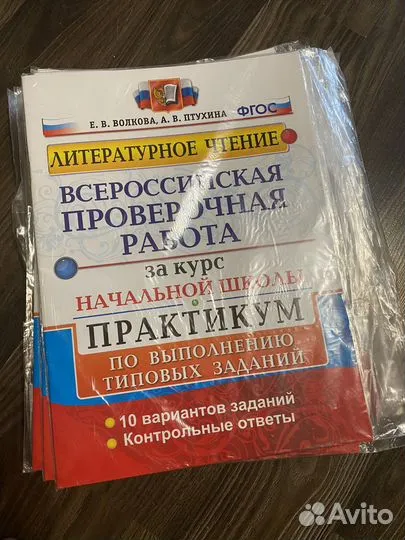 Е. В. ВОЛКОВА, А. В. ПТУХИНА
ФГОС
ЛИТЕРАТУРНОЕ ЧТЕНИЕ
ВСЕРОССИЙСКАЯ
ПРОВЕРОЧНАЯ
РАБОТА
за курс
НАЧАЛЬНОЙ ШКОЛЫ
ПРАКТИКУМ
ПО ВЫПОЛНЕНИЮ
ТИПОВЫХ ЗАДАНИЙ
• 10 вариантов заданий
• Контрольные ответы
Avito